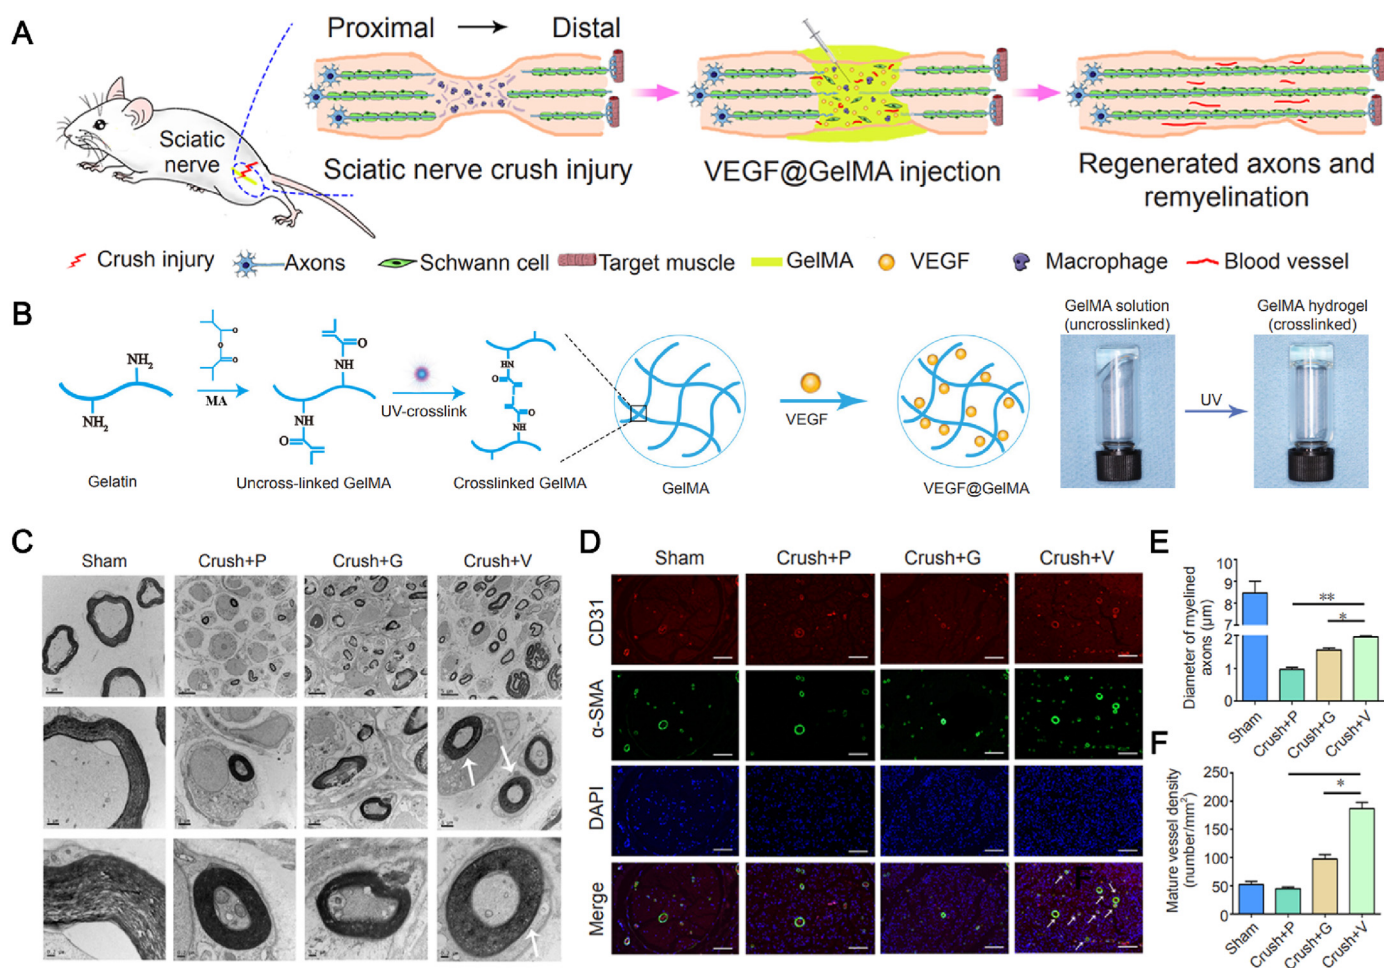 A
Proximal
Distal
Sciatic
nerve
Sciatic nerve crush injury
VEGF@GelMA injection
Regenerated axons and
remyelination
Crush injury
Axons
Schwann cell
Target muscle
GelMA
VEGF
Macrophage
Blood vessel
B
NH2
NH2
Gelatin
O
O
O
MA
O
NH
NH
O
Uncross-linked GelMA
UV-crosslink
HN
O
O
NH
Crosslinked GelMA
GelMA
VEGF
VEGF@GelMA
GelMA solution
(uncrosslinked)
UV
GelMA hydrogel
(crosslinked)
C
Sham
Crush+P
Crush+G
Crush+V
D
Sham
Crush+P
Crush+G
Crush+V
CD31
α-SMA
DAPI
Merge
F
E
Diameter of myelined
axons (μm)
10
9
8
7
2
1
0
**
*
Sham
Crush+P
Crush+G
Crush+V
F
Mature vessel density
(number/mm2)
250
200
150
100
50
0
*
Sham
Crush+P
Crush+G
Crush+V